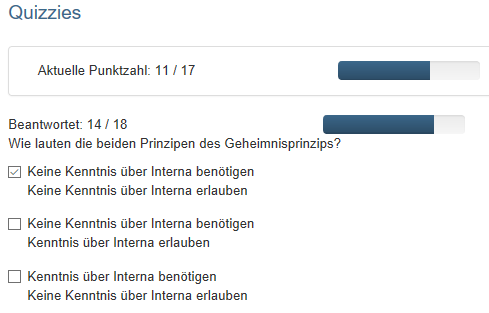 Quizzies
Aktuelle Punktzahl: 11 / 17
Beantwortet: 14 / 18
Wie lauten die beiden Prinzipen des Geheimnisprinzips?
Keine Kenntnis über Interna benötigen
Keine Kenntnis über Interna erlauben
Keine Kenntnis über Interna benötigen
Kenntnis über Interna erlauben
Kenntnis über Interna benötigen
Keine Kenntnis über Interna erlauben